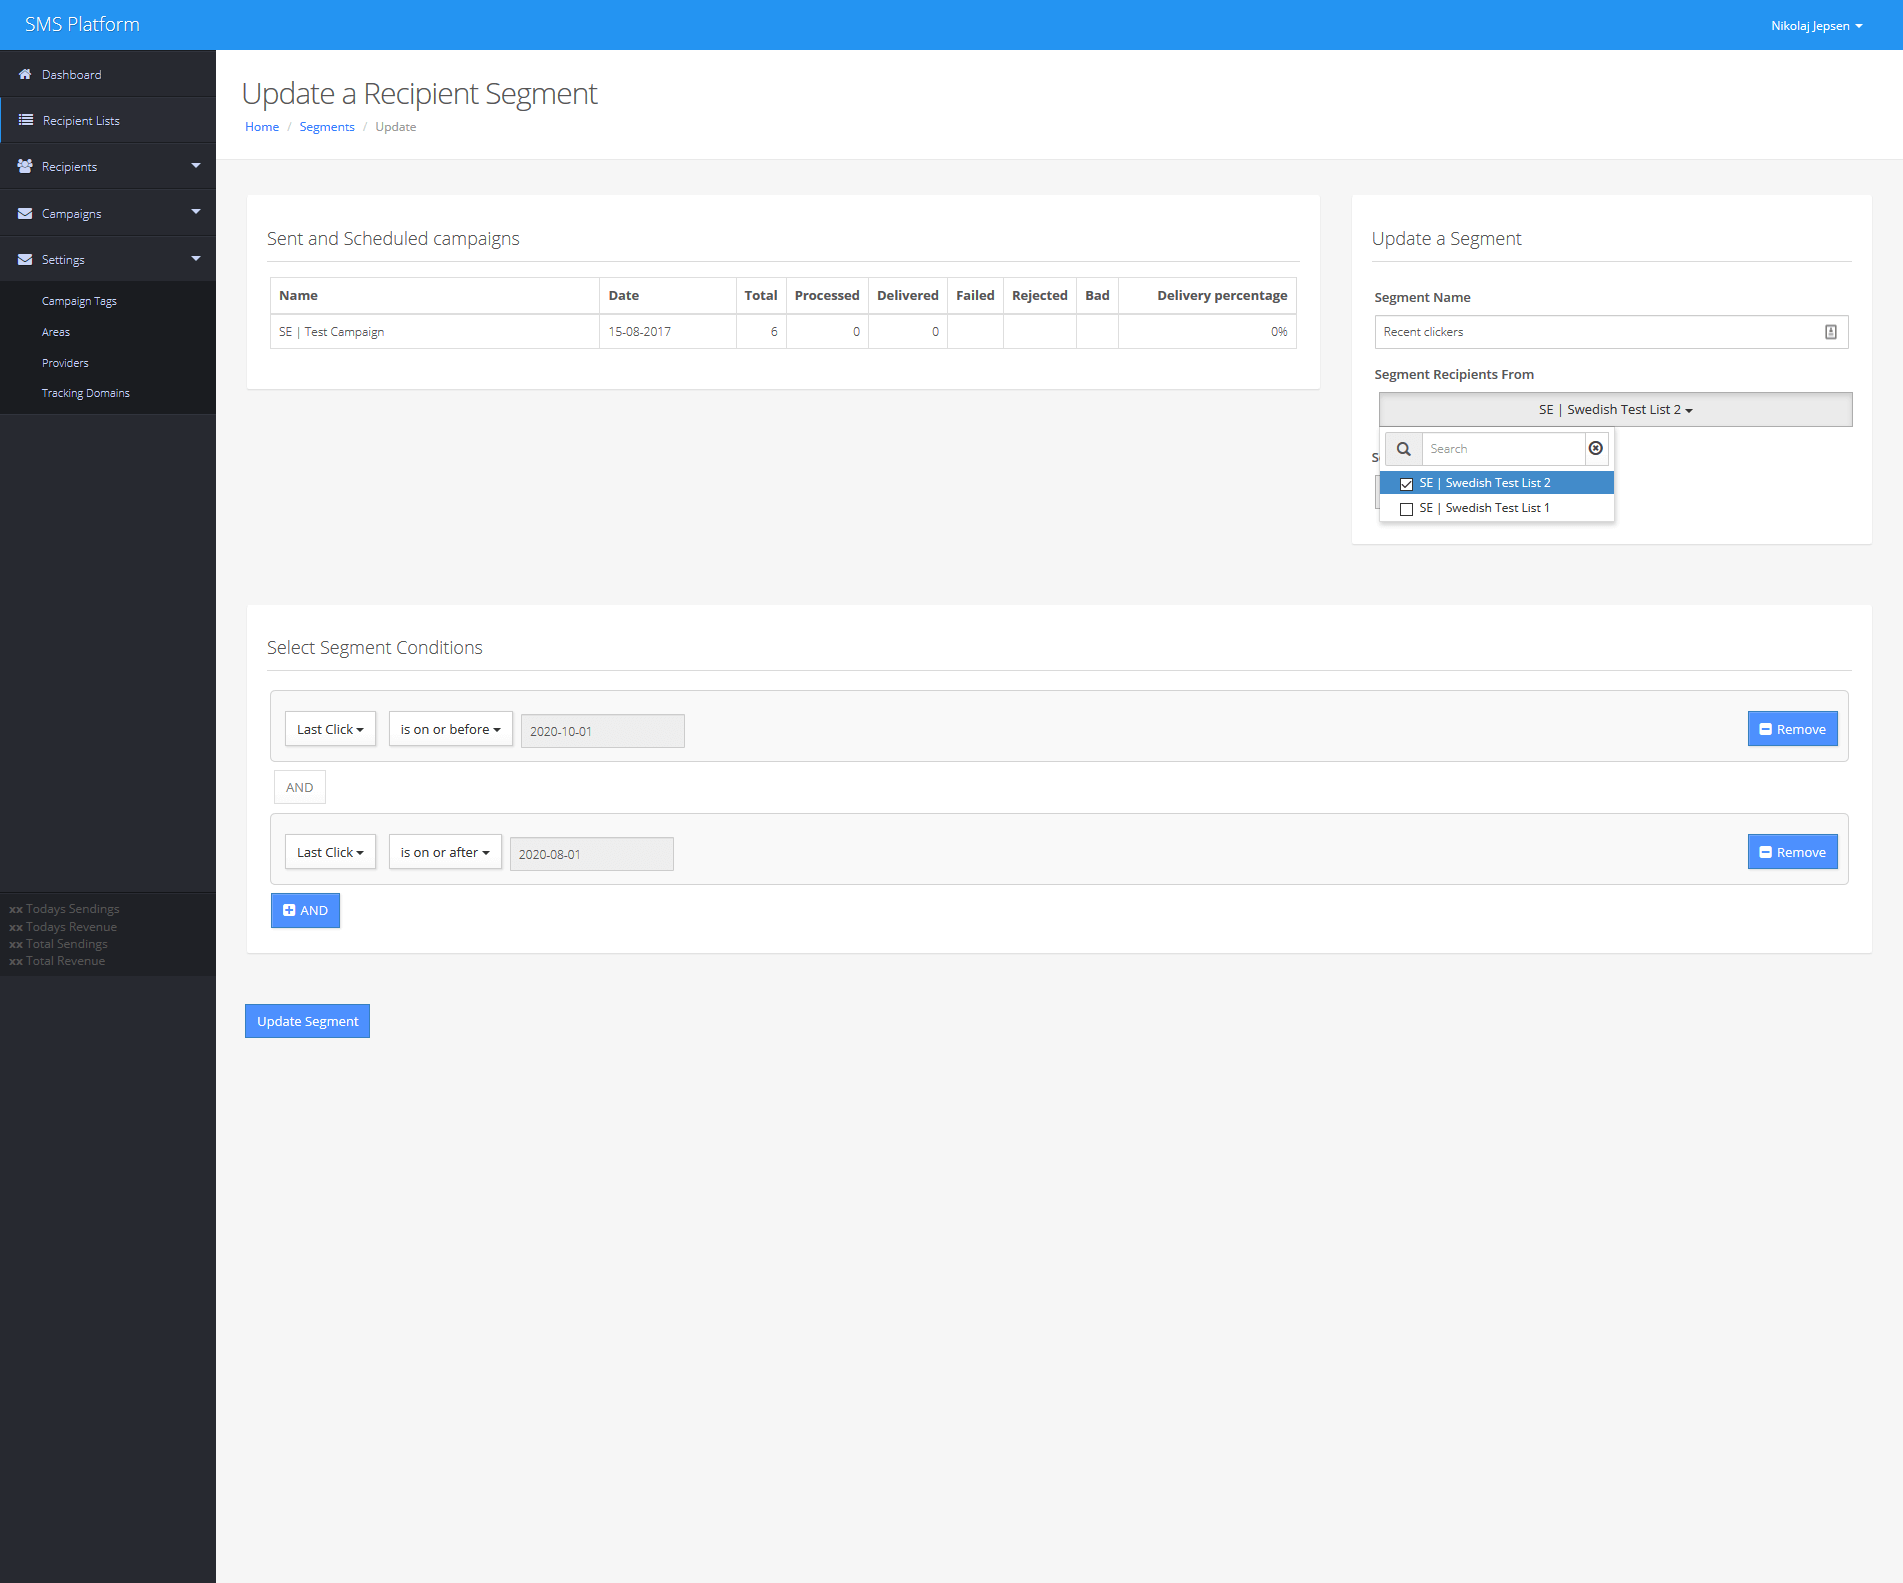 SMS Platform
Nikolaj Jepsen
Dashboard
Recipient Lists
Recipients
Campaigns
Settings
Campaign Tags
Areas
Providers
Tracking Domains
xx Todays Sendings
xx Todays Revenue
xx Total Sendings
xx Total Revenue
Update a Recipient Segment
Home / Segments / Update
Sent and Scheduled campaigns
Name Date Total Processed Delivered Failed Rejected Bad Delivery percentage
SE | Test Campaign 15-08-2017 6 0 0 0%
Update a Segment
Segment Name
Recent clickers
Segment Recipients From
SE | Swedish Test List 2
Search
SE | Swedish Test List 2
SE | Swedish Test List 1
Select Segment Conditions
Last Click is on or before 2020-10-01 Remove
AND
Last Click is on or after 2020-08-01 Remove
AND
Update Segment